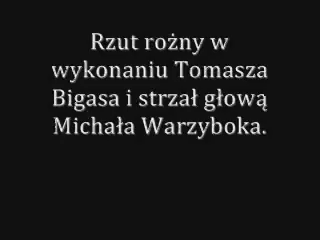 Rzut rożny w
wykonaniu Tomasza
Bigasa i strzał głową
Michała Warzyboka.